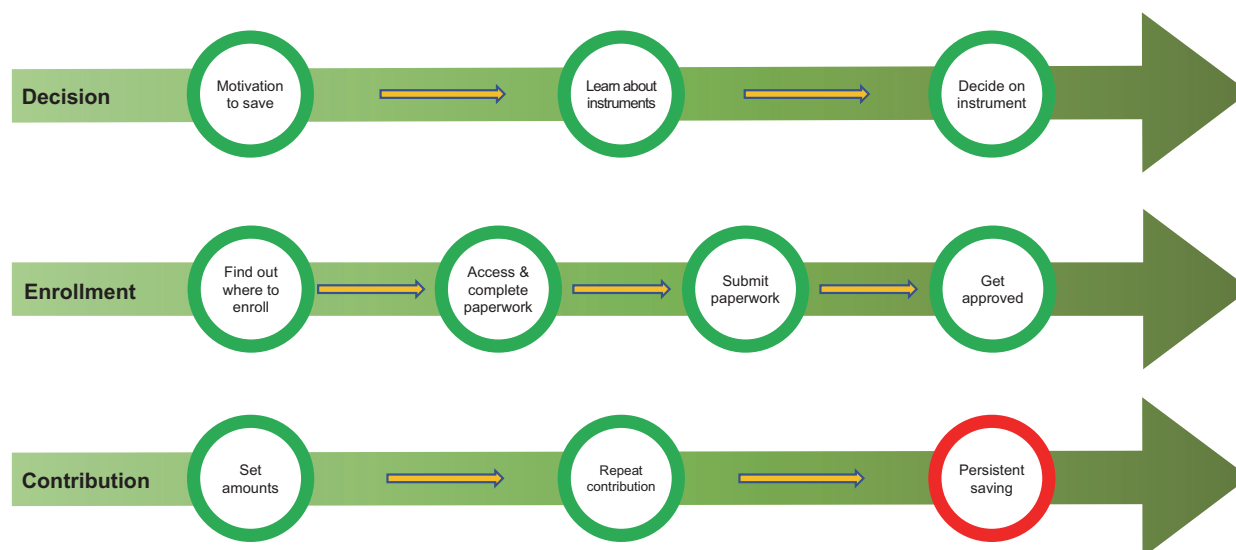 Decision
Motivation
to save
Learn about
instruments
Decide on
instrument
Enrollment
Find out
where to
enroll
Access &
complete
paperwork
Submit
paperwork
Get
approved
Contribution
Set
amounts
Repeat
contribution
Persistent
saving